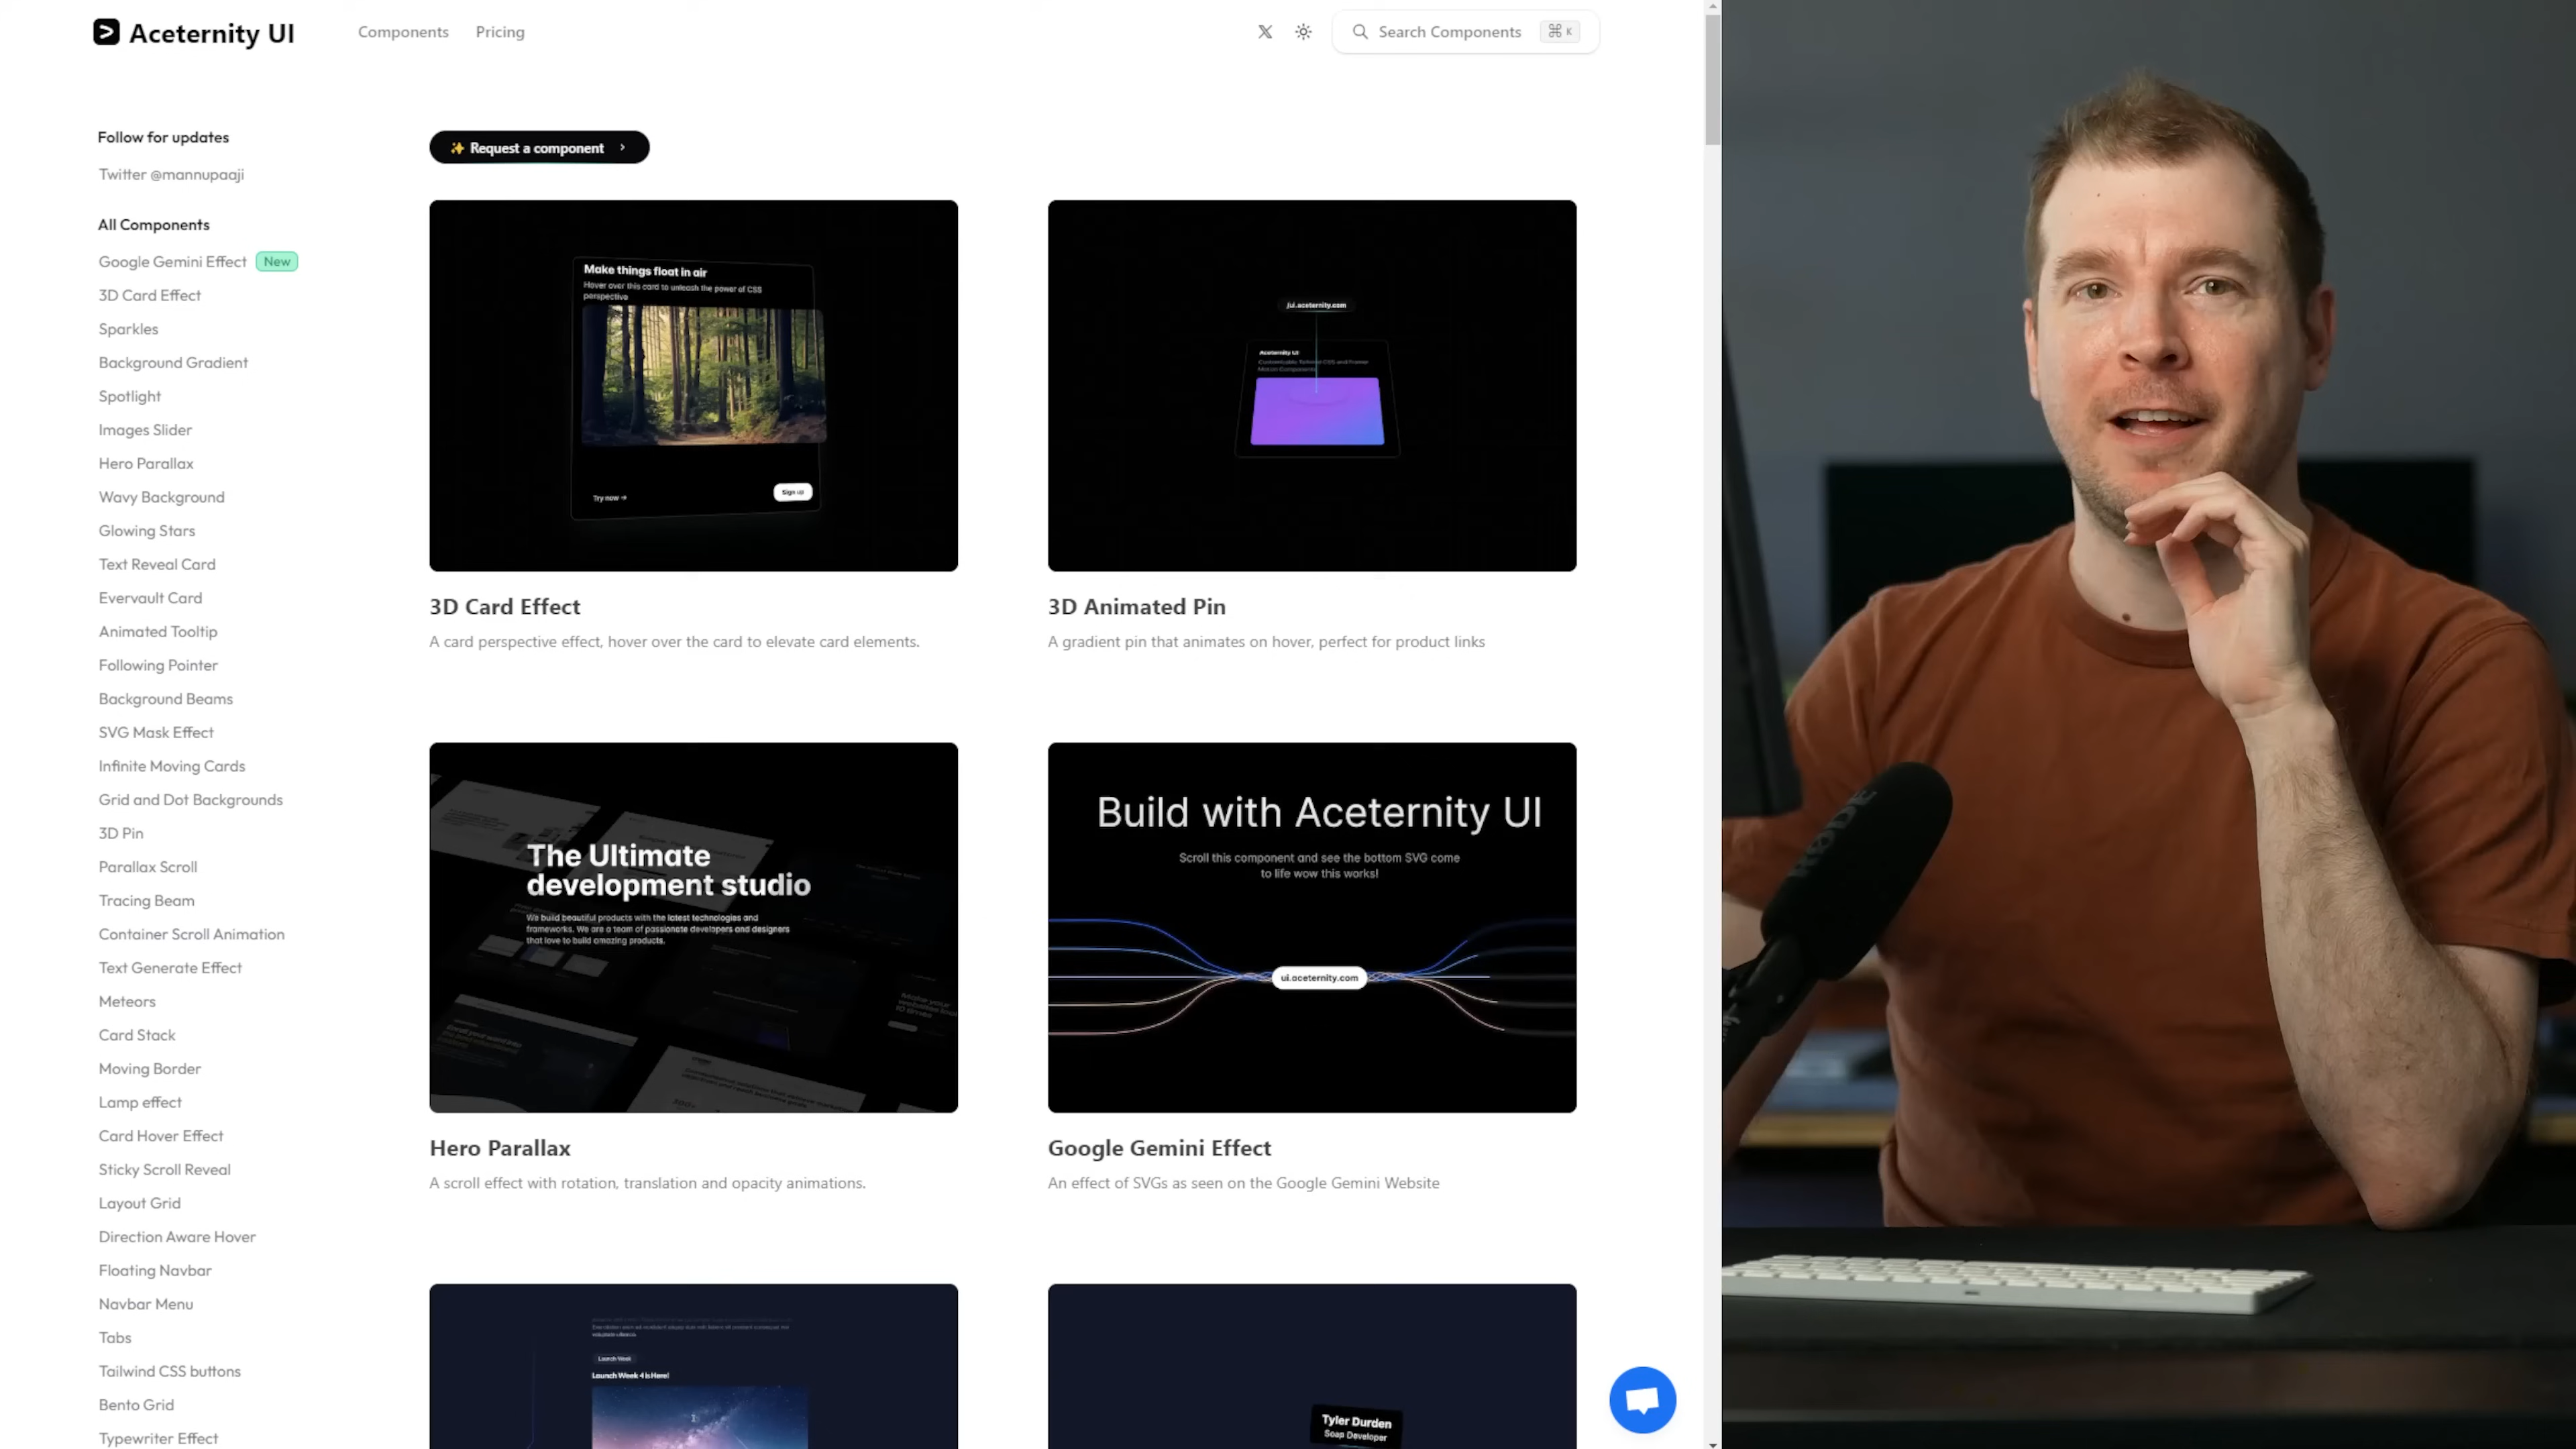 Aceternity UI
Components
Pricing
Search Components
⌘ K
Follow for updates
Twitter @mannupaaji
All Components
Google Gemini Effect New
3D Card Effect
Sparkles
Background Gradient
Spotlight
Images Slider
Hero Parallax
Wavy Background
Glowing Stars
Text Reveal Card
Evervault Card
Animated Tooltip
Following Pointer
Background Beams
SVG Mask Effect
Infinite Moving Cards
Grid and Dot Backgrounds
3D Pin
Parallax Scroll
Tracing Beam
Container Scroll Animation
Text Generate Effect
Meteors
Card Stack
Moving Border
Lamp effect
Card Hover Effect
Sticky Scroll Reveal
Layout Grid
Direction Aware Hover
Floating Navbar
Navbar Menu
Tabs
Tailwind CSS buttons
Bento Grid
Typewriter Effect
✨ Request a component ›
Make things float in air
Hover over this card to unleash the power of CSS
perspective
Try now →
Sign up
3D Card Effect
A card perspective effect, hover over the card to elevate card elements.
/ui.aceternity.com
Aceternity UI
Customizable Tailwind CSS and Framer
Motion Components
3D Animated Pin
A gradient pin that animates on hover, perfect for product links
The Ultimate
development studio
We build beautiful products with the latest technologies and
frameworks. We are a team of passionate developers and designers
that love to build amazing products.
Hero Parallax
A scroll effect with rotation, translation and opacity animations.
Build with Aceternity UI
Scroll this component and see the bottom SVG come
to life wow this works!
ui.aceternity.com
Google Gemini Effect
An effect of SVGs as seen on the Google Gemini Website
Launch Week
Launch Week 4 is Here!
Tyler Durden
Soap Developer